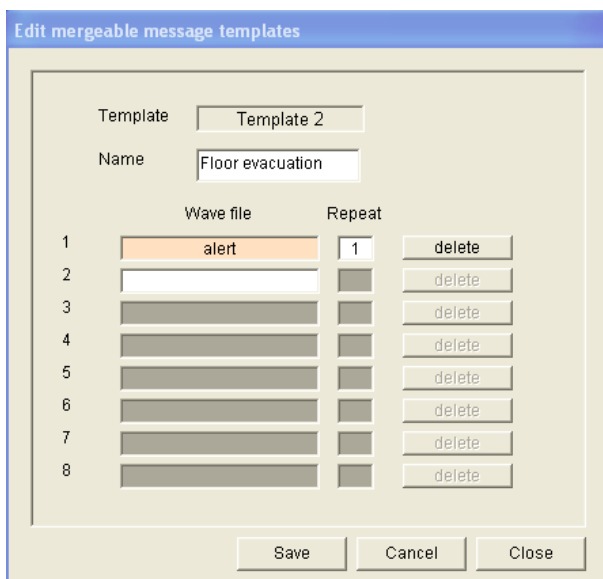 Edit mergeable message templates
Template Template 2
Name Floor evacuation
Wave file Repeat
1 alert 1 delete
2 delete
3 delete
4 delete
5 delete
6 delete
7 delete
8 delete
Save Cancel Close